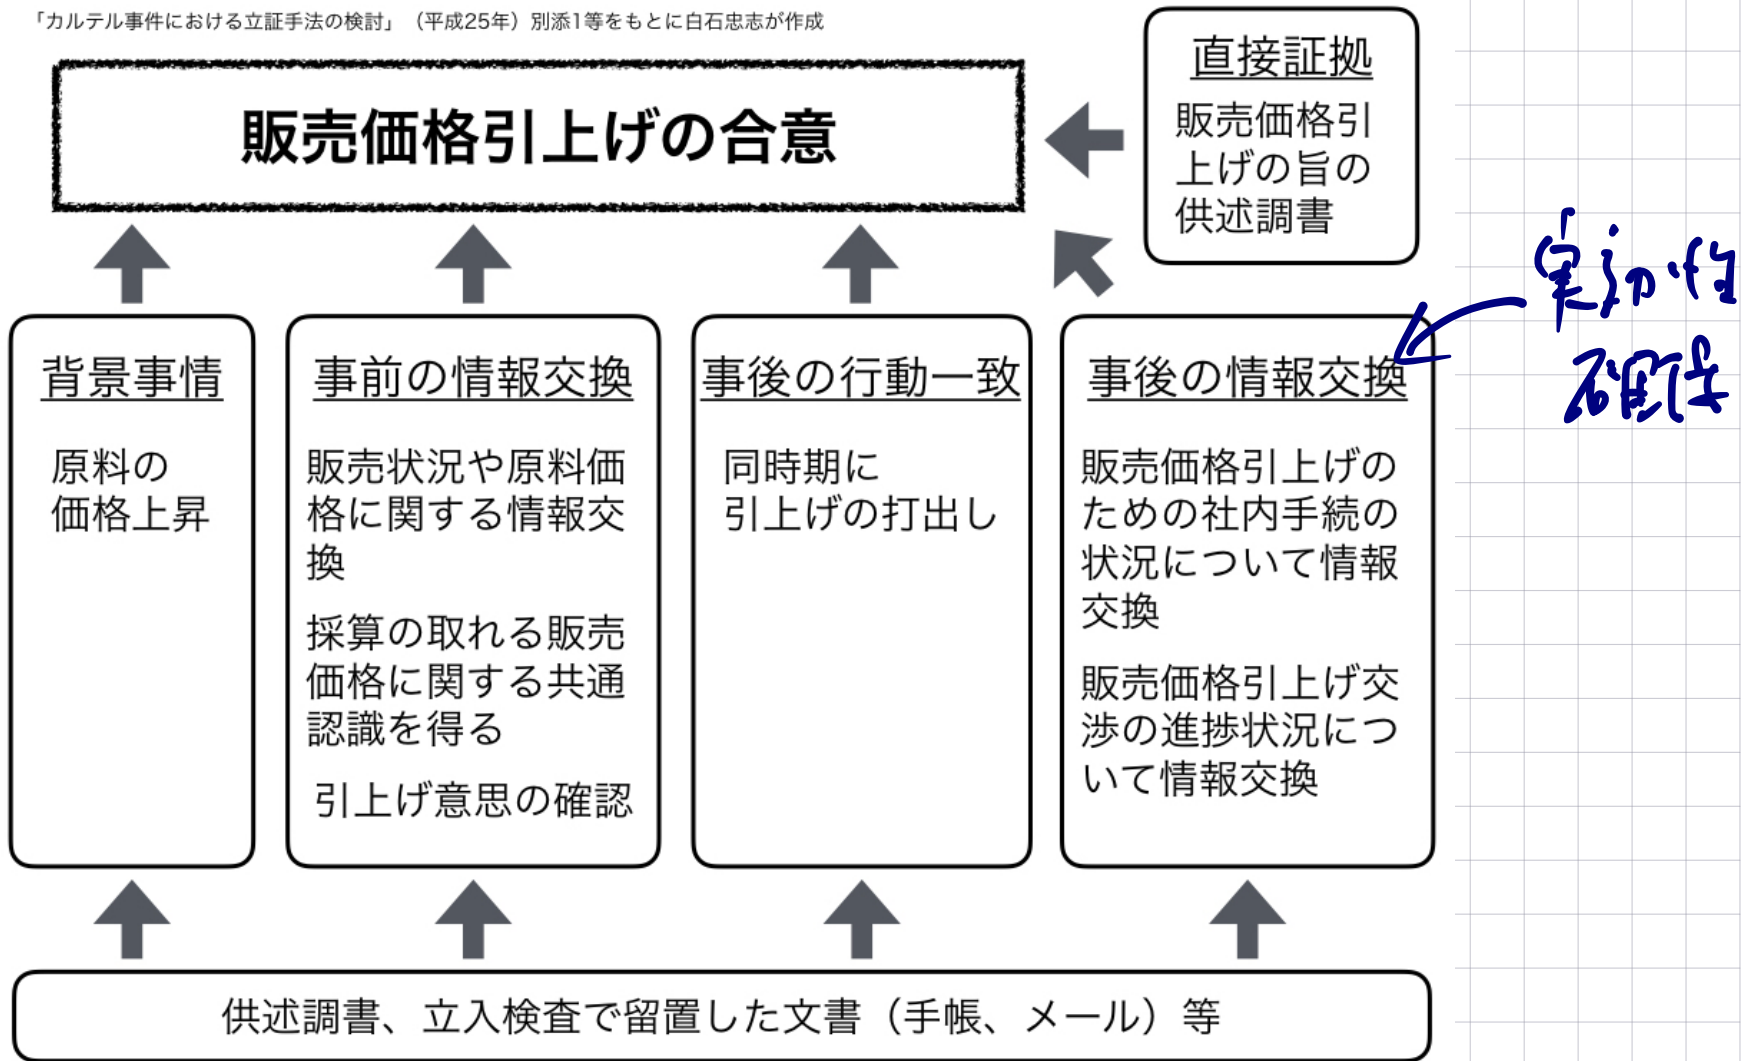 「カルテル事件における立証手法の検討」（平成25年）別添1等をもとに白石忠志が作成
販売価格引上げの合意
直接証拠
販売価格引
上げの旨の
供述調書
背景事情
原料の
価格上昇
事前の情報交換
販売状況や原料価
格に関する情報交
換
採算の取れる販売
価格に関する共通
認識を得る
引上げ意思の確認
事後の行動一致
同時期に
引上げの打出し
事後の情報交換
販売価格引上げの
ための社内手続の
状況について情報
交換
販売価格引上げ交
渉の進捗状況につ
いて情報交換
実効性
確保
供述調書、立入検査で留置した文書（手帳、メール）等